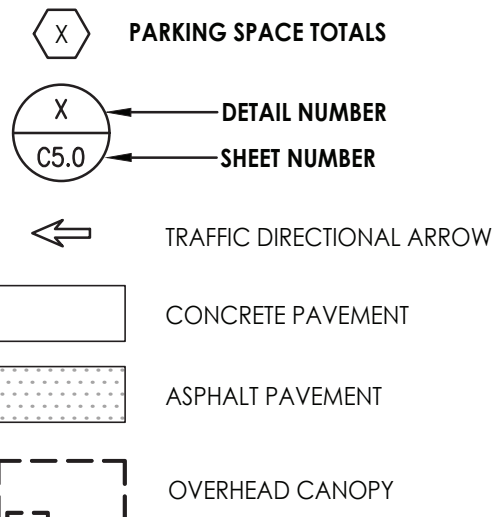 X PARKING SPACE TOTALS
X DETAIL NUMBER
C5.0 SHEET NUMBER
TRAFFIC DIRECTIONAL ARROW
CONCRETE PAVEMENT
ASPHALT PAVEMENT
OVERHEAD CANOPY